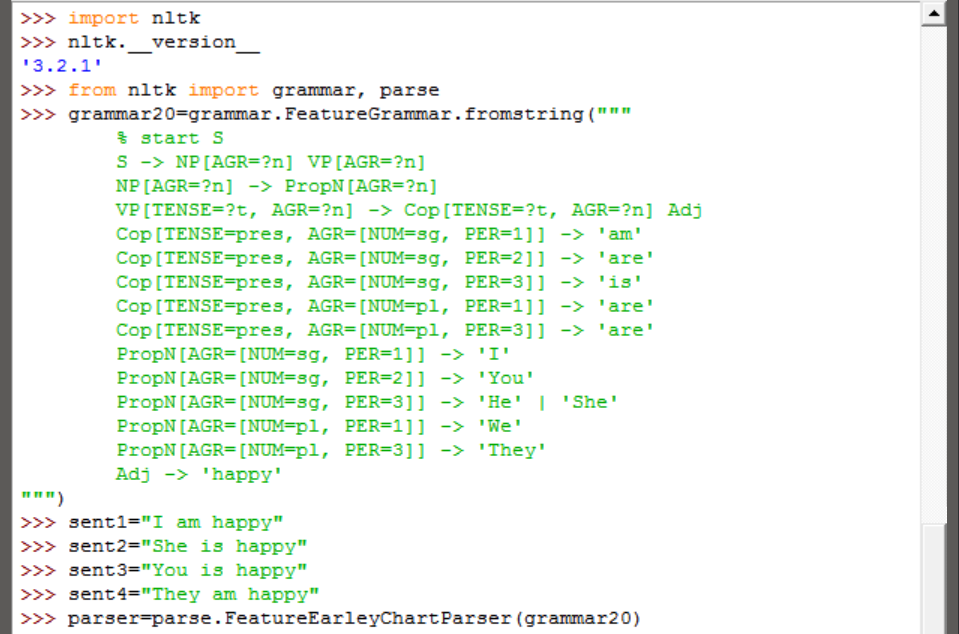 >>> import nltk
>>> nltk.__version__
'3.2.1'
>>> from nltk import grammar, parse
>>> grammar20=grammar.FeatureGrammar.fromstring("""
        % start S
        S -> NP[AGR=?n] VP[AGR=?n]
        NP[AGR=?n] -> PropN[AGR=?n]
        VP[TENSE=?t, AGR=?n] -> Cop[TENSE=?t, AGR=?n] Adj
        Cop[TENSE=pres, AGR=[NUM=sg, PER=1]] -> 'am'
        Cop[TENSE=pres, AGR=[NUM=sg, PER=2]] -> 'are'
        Cop[TENSE=pres, AGR=[NUM=sg, PER=3]] -> 'is'
        Cop[TENSE=pres, AGR=[NUM=pl, PER=1]] -> 'are'
        Cop[TENSE=pres, AGR=[NUM=pl, PER=3]] -> 'are'
        PropN[AGR=[NUM=sg, PER=1]] -> 'I'
        PropN[AGR=[NUM=sg, PER=2]] -> 'You'
        PropN[AGR=[NUM=sg, PER=3]] -> 'He' | 'She'
        PropN[AGR=[NUM=pl, PER=1]] -> 'We'
        PropN[AGR=[NUM=pl, PER=3]] -> 'They'
        Adj -> 'happy'
""")
>>> sent1="I am happy"
>>> sent2="She is happy"
>>> sent3="You is happy"
>>> sent4="They am happy"
>>> parser=parse.FeatureEarleyChartParser(grammar20)